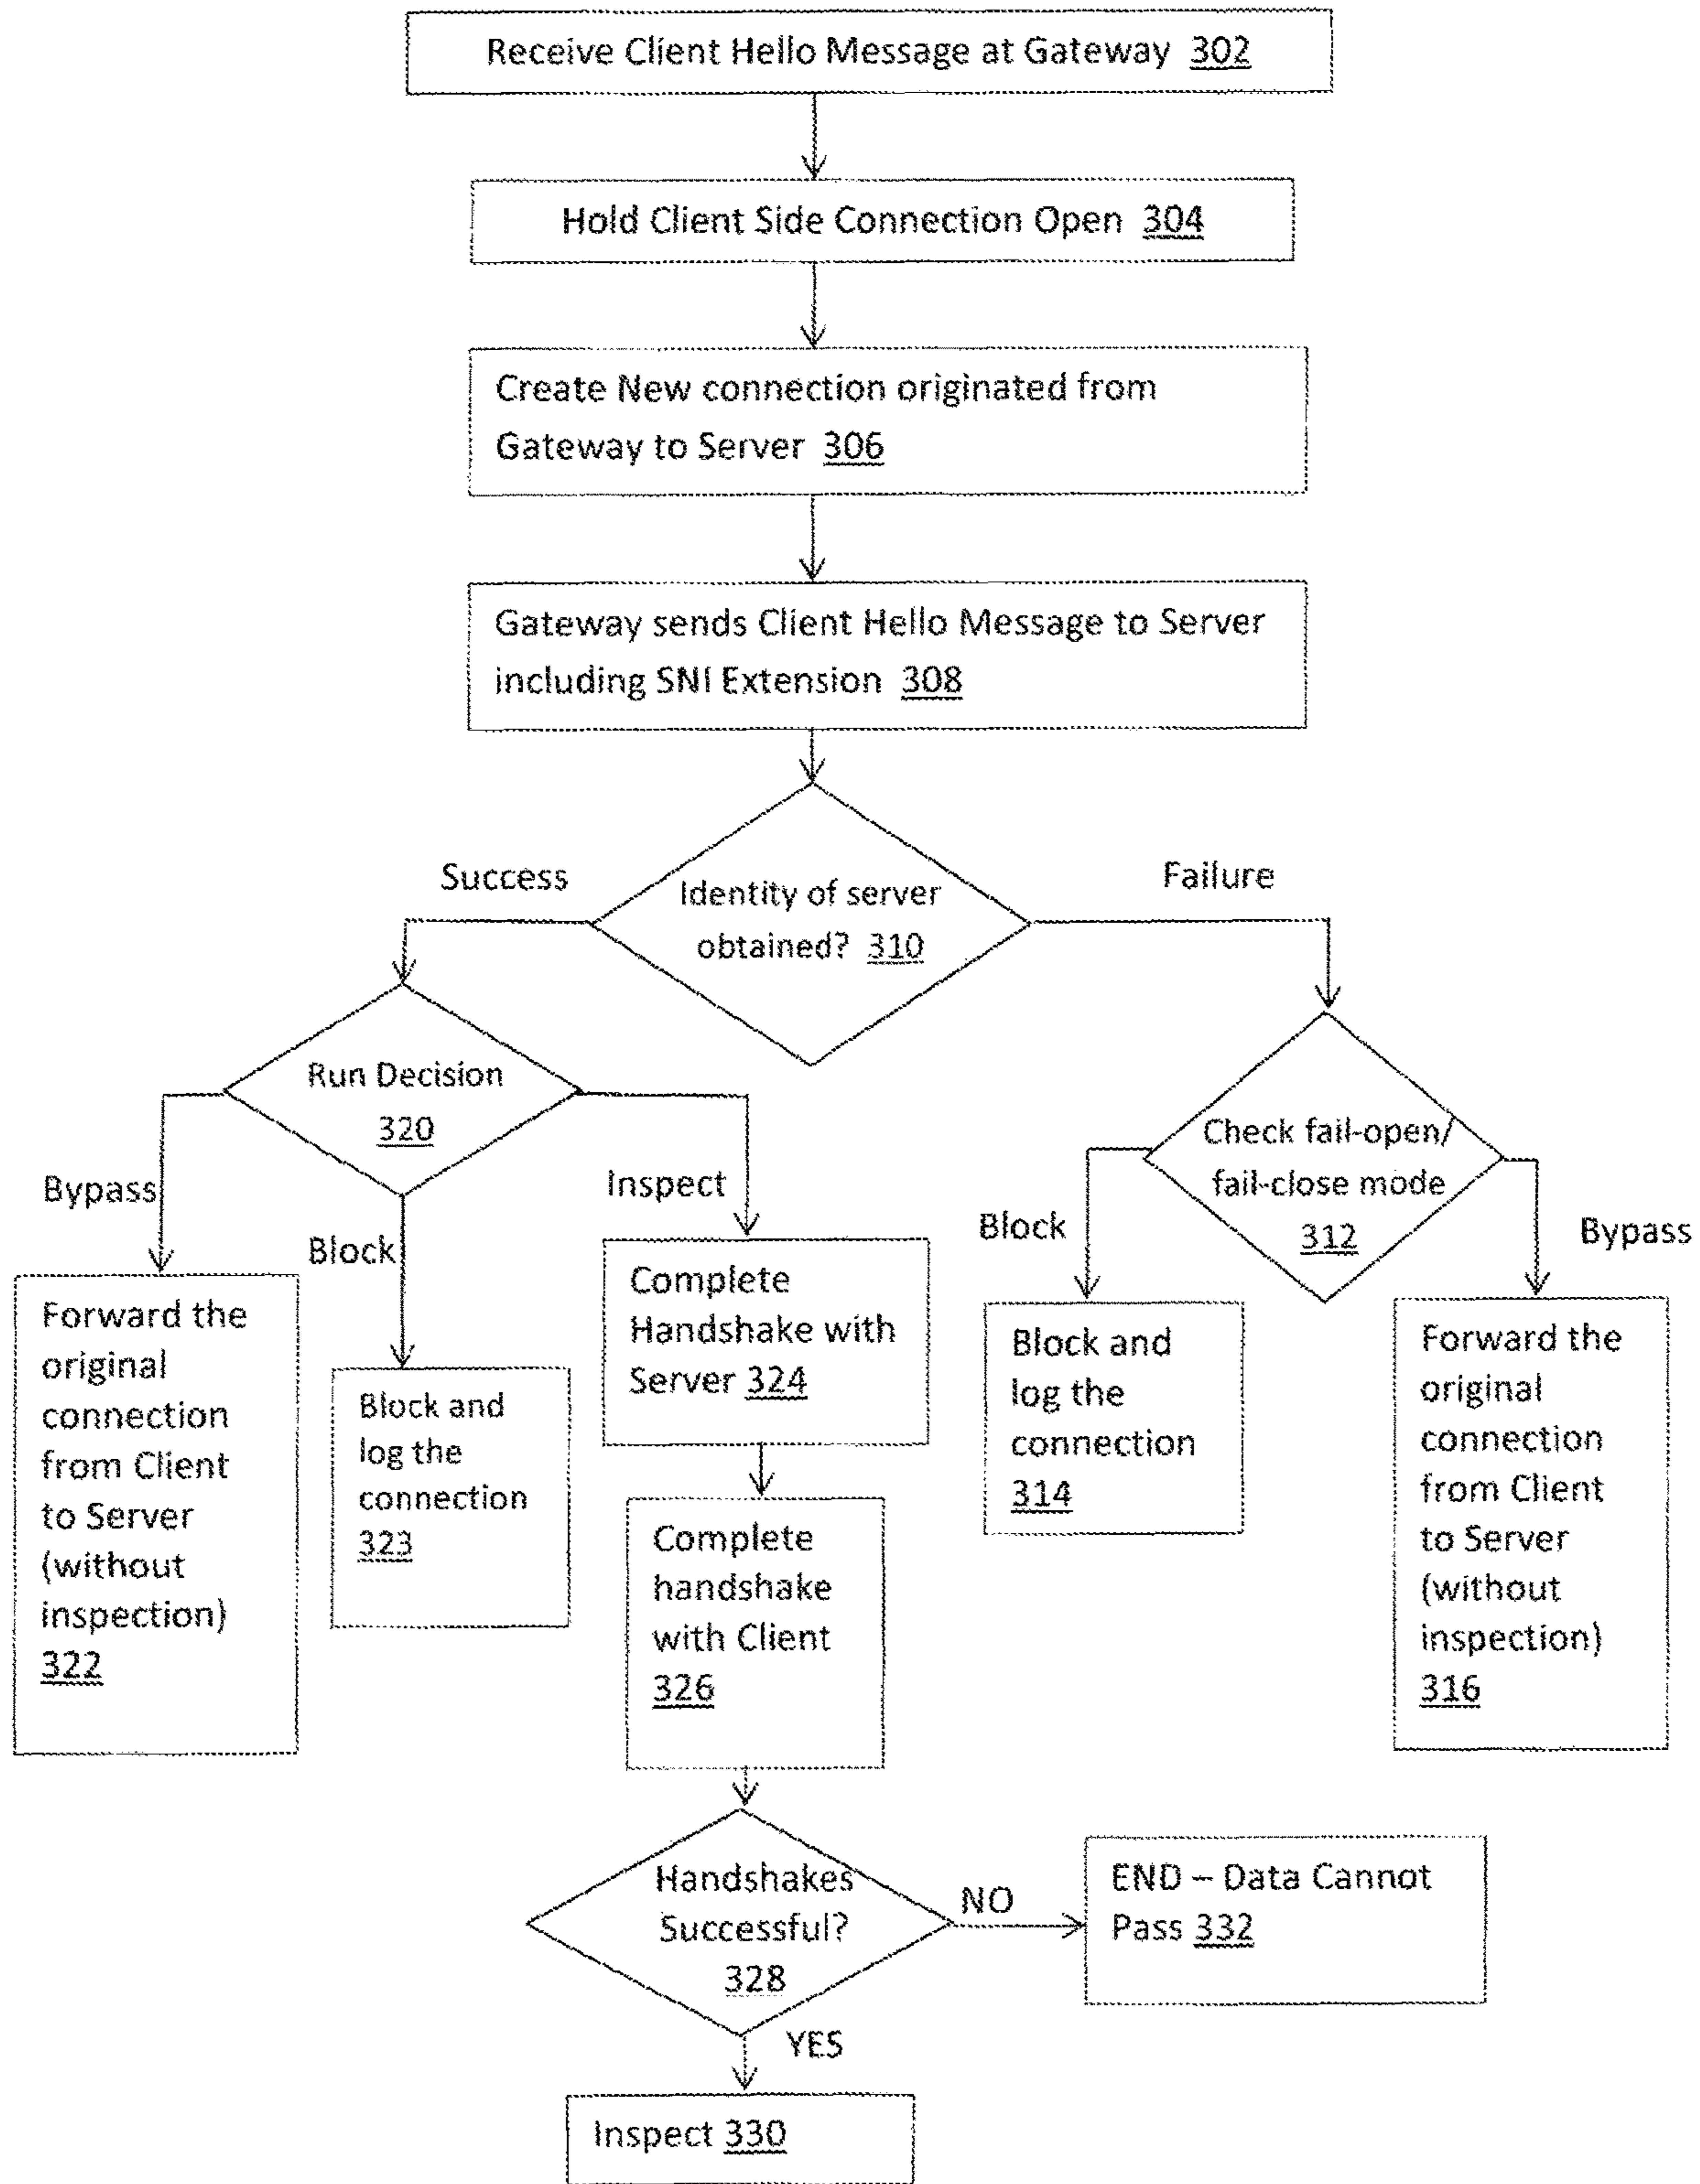 Receive Client Hello Message at Gateway 302
Hold Client Side Connection Open 304
Create New connection originated from
Gateway to Server 306
Gateway sends Client Hello Message to Server
including SNI Extension 308
Identity of server
obtained? 310
Success
Failure
Run Decision
320
Bypass
Block
Inspect
Check fail-open/
fail-close mode
312
Block
Bypass
Forward the
original
connection
from Client
to Server
(without
inspection)
322
Block and
log the
connection
323
Complete
Handshake with
Server 324
Complete
handshake
with Client
326
Block and
log the
connection
314
Forward the
original
connection
from Client
to Server
(without
inspection)
316
Handshakes
Successful?
328
NO
END – Data Cannot
Pass 332
YES
Inspect 330